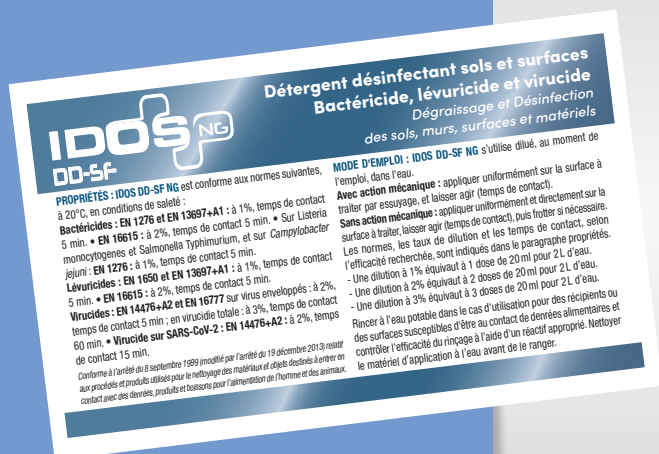 IDOS NG
DD-SF
Détergent désinfectant sols et surfaces
Bactéricide, lévuricide et virucide
Dégraissage et Désinfection
des sols, murs, surfaces et matériels
PROPRIÉTÉS : IDOS DD-SF NG est conforme aux normes suivantes,
à 20°C, en conditions de saleté :
Bactéricides : EN 1276 et EN 13697+A1 : à 1%, temps de contact
5 min. • EN 16615 : à 2%, temps de contact 5 min. • Sur Listeria
monocytogenes et Salmonella Typhimurium, et sur Campylobacter
jejuni : EN 1276 : à 1%, temps de contact 5 min.
Lévuricides : EN 1650 et EN 13697+A1 : à 1%, temps de contact
5 min. • EN 16615 : à 2%, temps de contact 5 min.
Virucides : EN 14476+A2 et EN 16777 sur virus enveloppés : à 2%,
temps de contact 5 min ; en virucidie totale : à 3%, temps de contact
60 min. • Virucide sur SARS-CoV-2 : EN 14476+A2 : à 2%, temps
de contact 15 min.
Conforme à l'arrêté du 8 septembre 1999 (modifié par l'arrêté du 19 décembre 2013) relatif
aux procédés et produits utilisés pour le nettoyage des matériaux et objets destinés à entrer en
contact avec des denrées, produits et boissons pour l'alimentation de l'homme et des animaux.
MODE D'EMPLOI : IDOS DD-SF NG s'utilise dilué, au moment de
l'emploi, dans l'eau.
Avec action mécanique : appliquer uniformément sur la surface à
traiter par essuyage, et laisser agir (temps de contact).
Sans action mécanique : appliquer uniformément et directement sur la
surface à traiter, laisser agir (temps de contact), puis frotter si nécessaire.
Les normes, les taux de dilution et les temps de contact, selon
l'efficacité recherchée, sont indiqués dans le paragraphe propriétés.
- Une dilution à 1% équivaut à 1 dose de 20 ml pour 2 L d'eau.
- Une dilution à 2% équivaut à 2 doses de 20 ml pour 2 L d'eau.
- Une dilution à 3% équivaut à 3 doses de 20 ml pour 2 L d'eau.
Rincer à l'eau potable dans le cas d'utilisation pour des récipients ou
des surfaces susceptibles d'être au contact de denrées alimentaires et
contrôler l'efficacité du rinçage à l'aide d'un réactif approprié. Nettoyer
le matériel d'application à l'eau avant de le ranger.